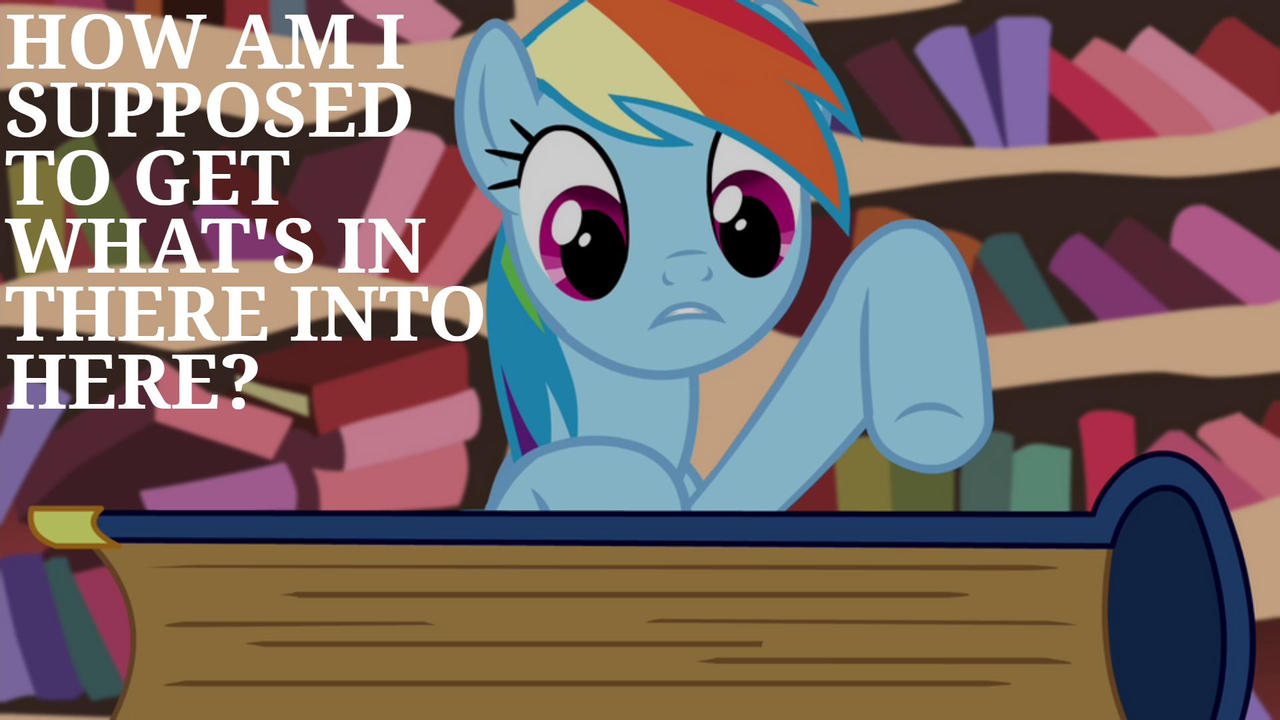 HOW AM I
SUPPOSED
TO GET
WHAT'S IN
THERE INTO
HERE?